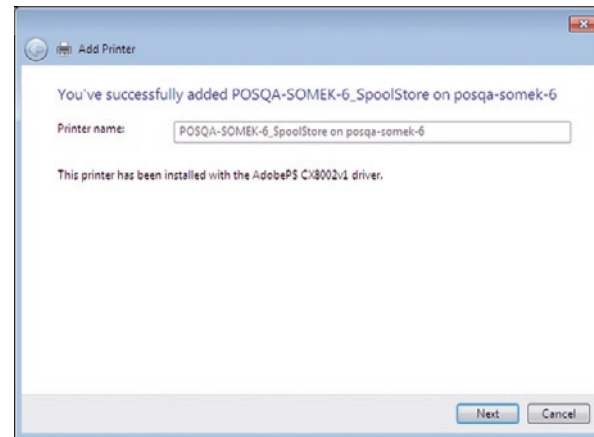 Add Printer
You've successfully added POSQA-SOMEK-6_SpoolStore on posqa-somek-6
Printer name:
POSQA-SOMEK-6_SpoolStore on posqa-somek-6
This printer has been installed with the AdobePS CX8002v1 driver.
Next
Cancel